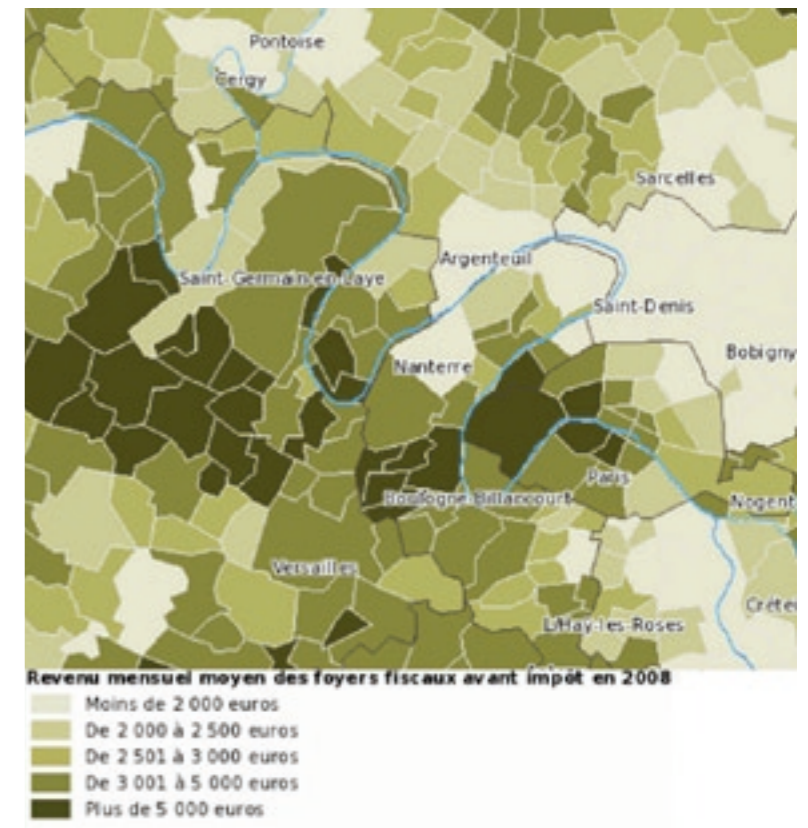 Pontoise
Cergy
Sarcelles
Argenteuil
Saint-Germain-en-Laye
Saint-Denis
Bobigny
Nanterre
Paris
Boulogne-Billancourt
Nogent
Versailles
Créte
L'Haÿ-les-Roses
Revenu mensuel moyen des foyers fiscaux avant impôt en 2008
Moins de 2 000 euros
De 2 000 à 2 500 euros
De 2 501 à 3 000 euros
De 3 001 à 5 000 euros
Plus de 5 000 euros